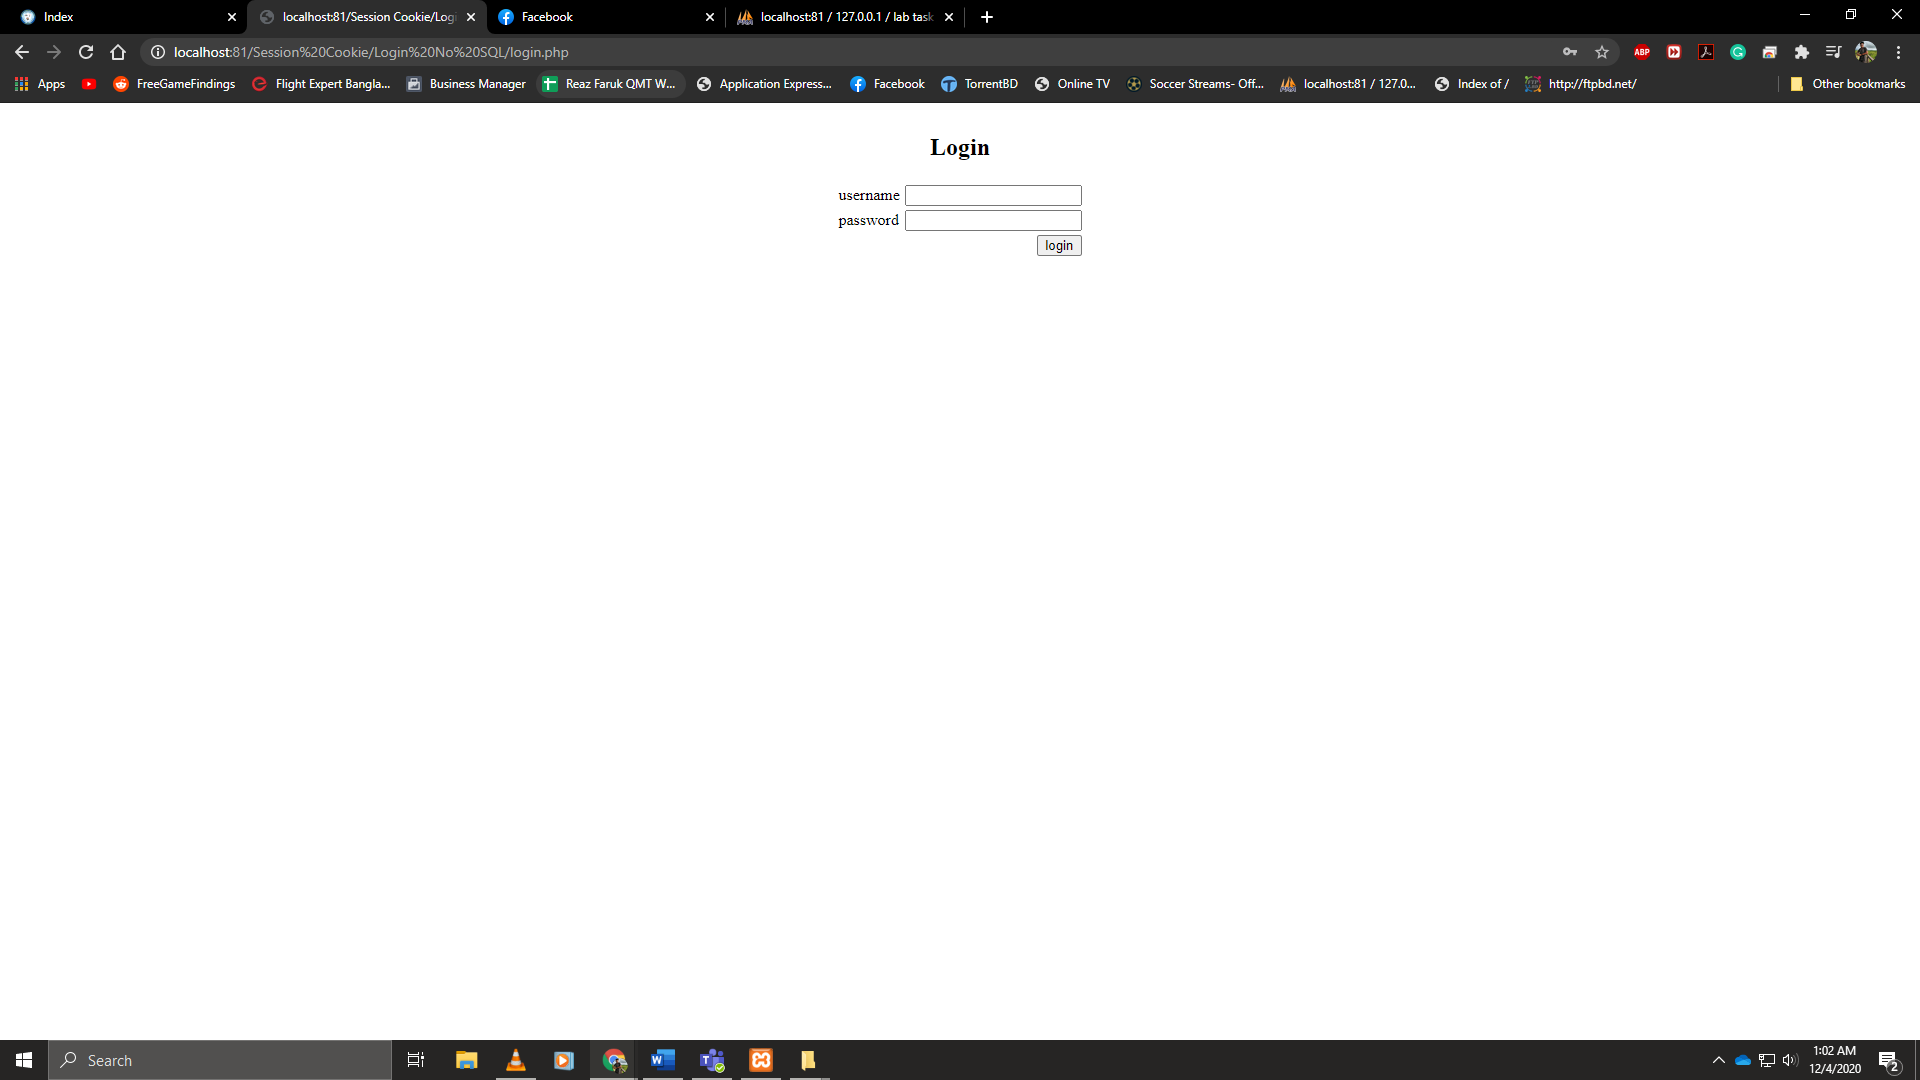 Index
localhost:81/Session Cookie/Logi
Facebook
localhost:81 / 127.0.0.1 / lab task
localhost:81/Session%20Cookie/Login%20No%20SQL/login.php
ABP
Apps
FreeGameFindings
Flight Expert Bangla...
Business Manager
Reaz Faruk QMT W...
Application Express...
Facebook
TorrentBD
Online TV
Soccer Streams- Off...
localhost:81 / 127.0...
Index of /
http://ftpbd.net/
Other bookmarks
Login
username
password
login
Search
1:02 AM
12/4/2020
2